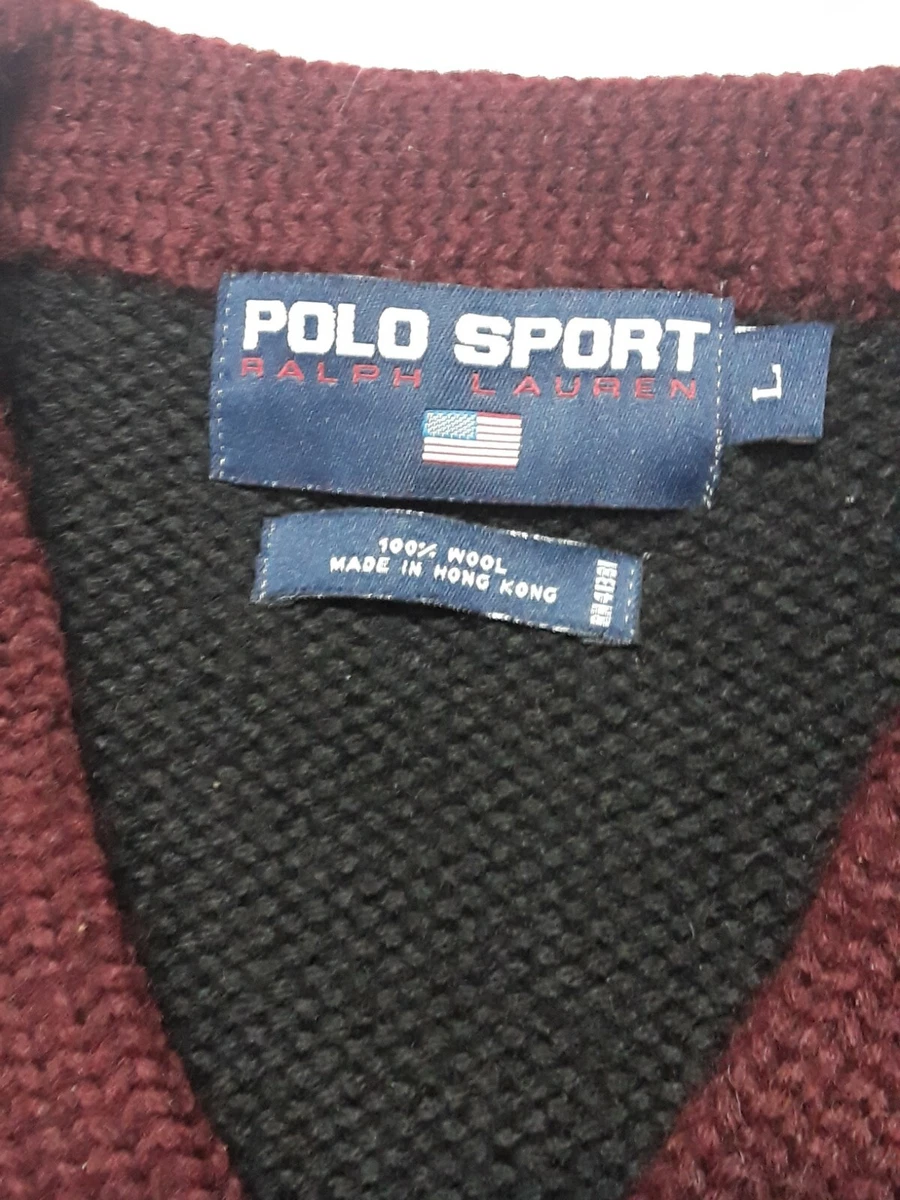 POLO SPORT
RALPH LAUREN
L
100% WOOL
MADE IN HONG KONG